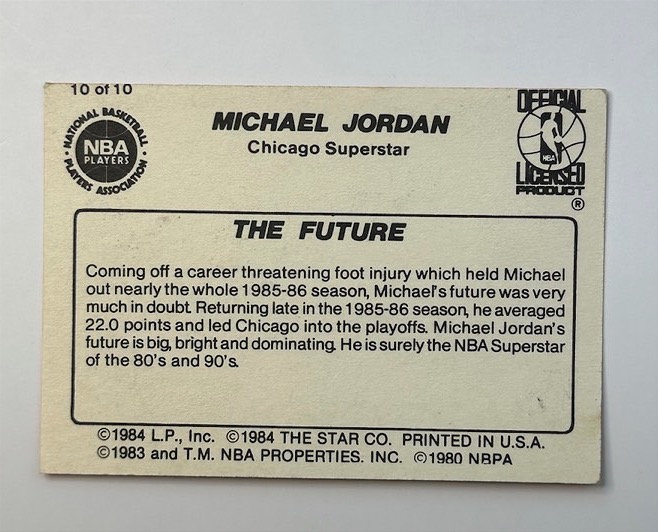 10 of 10
NATIONAL BASKETBALL
NBA
PLAYERS
PLAYERS ASSOCIATION
MICHAEL JORDAN
Chicago Superstar
OFFICIAL
NBA
LICENSED
PRODUCT
®
THE FUTURE
Coming off a career threatening foot injury which held Michael
out nearly the whole 1985-86 season, Michael's future was very
much in doubt. Returning late in the 1985-86 season, he averaged
22.0 points and led Chicago into the playoffs. Michael Jordan's
future is big, bright and dominating. He is surely the NBA Superstar
of the 80's and 90's.
©1984 L.P., Inc. ©1984 THE STAR CO. PRINTED IN U.S.A.
©1983 and T.M. NBA PROPERTIES. INC. ©1980 NBPA